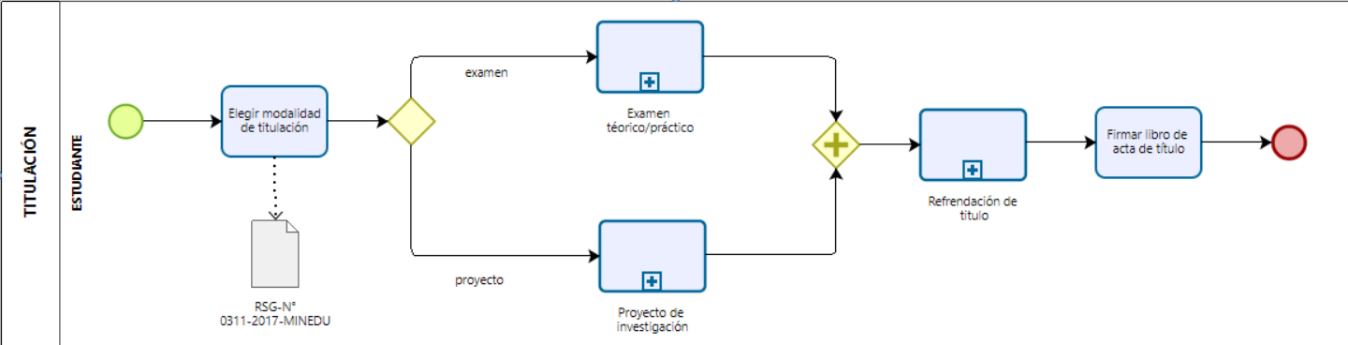 TITULACIÓN
ESTUDIANTE
Elegir modalidad
de titulación
RSG-N°
0311-2017-MINEDU
examen
proyecto
Examen
téorico/práctico
Proyecto de
investigación
Refrendación de
título
Firmar libro de
acta de título